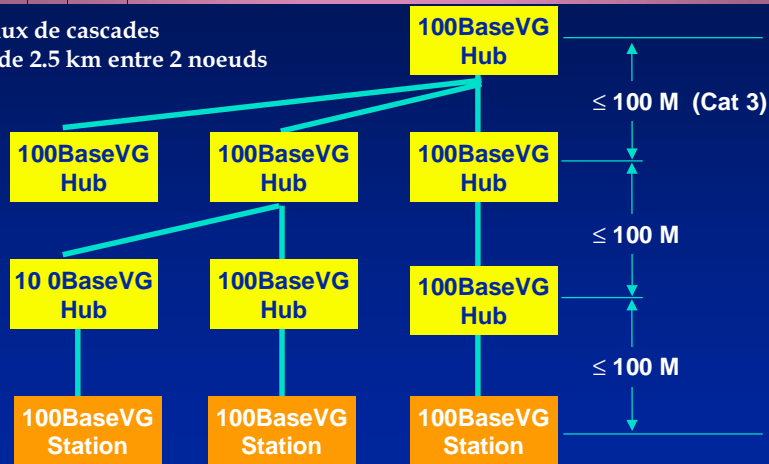 ux de cascades
de 2.5 km entre 2 noeuds
100BaseVG
Hub
≤ 100 M (Cat 3)
100BaseVG
Hub
100BaseVG
Hub
100BaseVG
Hub
≤ 100 M
10 0BaseVG
Hub
100BaseVG
Hub
100BaseVG
Hub
≤ 100 M
100BaseVG
Station
100BaseVG
Station
100BaseVG
Station